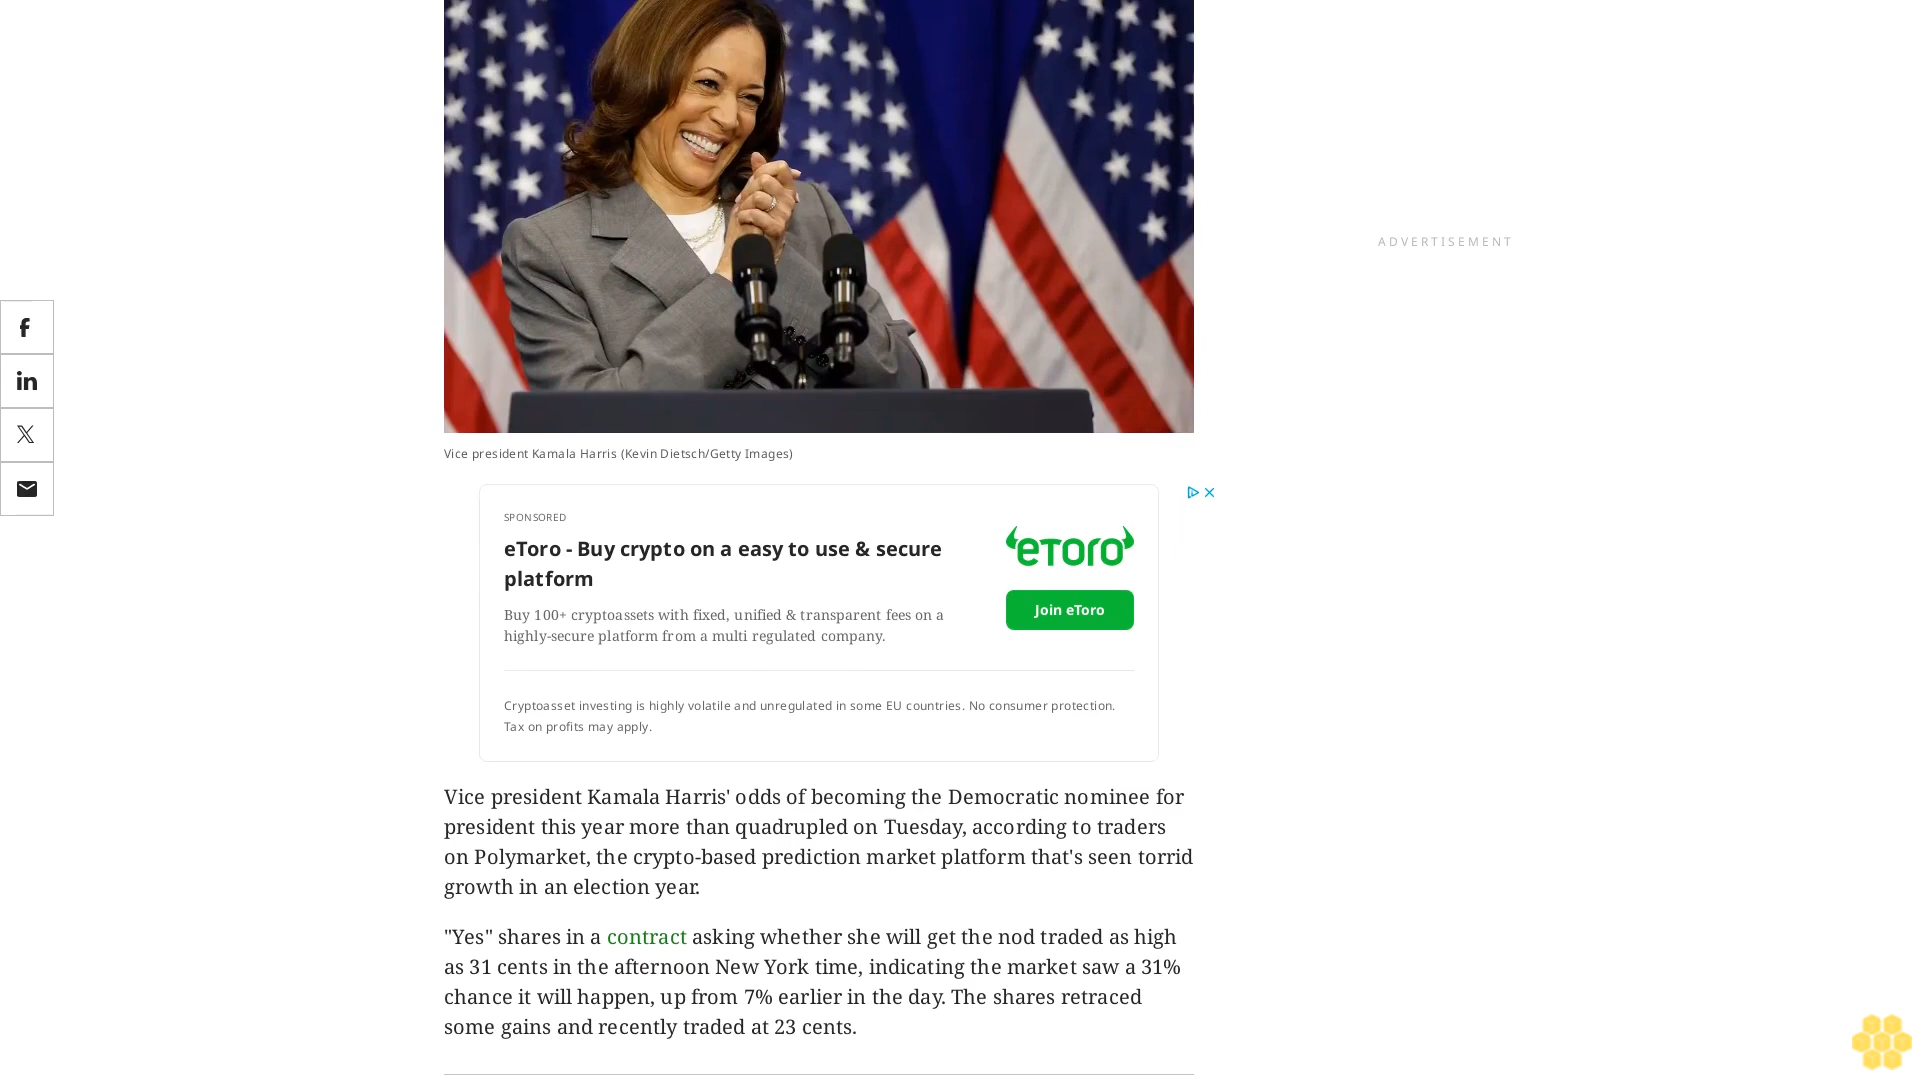 ADVERTISEMENT
Vice president Kamala Harris (Kevin Dietsch/Getty Images)
SPONSORED
eToro - Buy crypto on a easy to use & secure
platform
Buy 100+ cryptoassets with fixed, unified & transparent fees on a
highly-secure platform from a multi regulated company.
eToro
Join eToro
Cryptoasset investing is highly volatile and unregulated in some EU countries. No consumer protection.
Tax on profits may apply.
Vice president Kamala Harris' odds of becoming the Democratic nominee for
president this year more than quadrupled on Tuesday, according to traders
on Polymarket, the crypto-based prediction market platform that's seen torrid
growth in an election year.
"Yes" shares in a contract asking whether she will get the nod traded as high
as 31 cents in the afternoon New York time, indicating the market saw a 31%
chance it will happen, up from 7% earlier in the day. The shares retraced
some gains and recently traded at 23 cents.